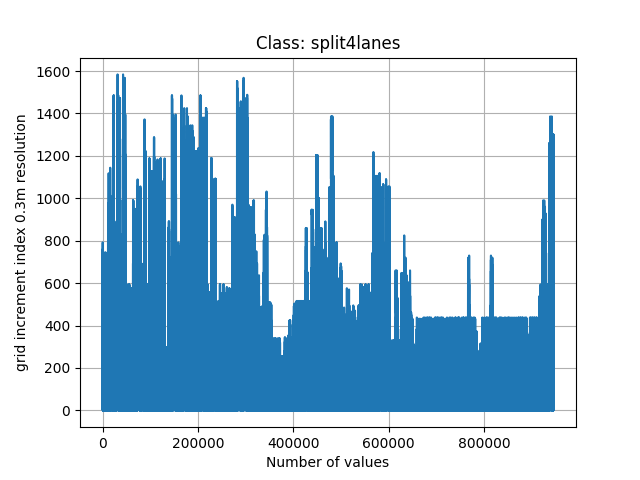 Class: split4lanes
grid increment index 0.3m resolution
1600
1400
1200
1000
800
600
400
200
0
0 200000 400000 600000 800000
Number of values